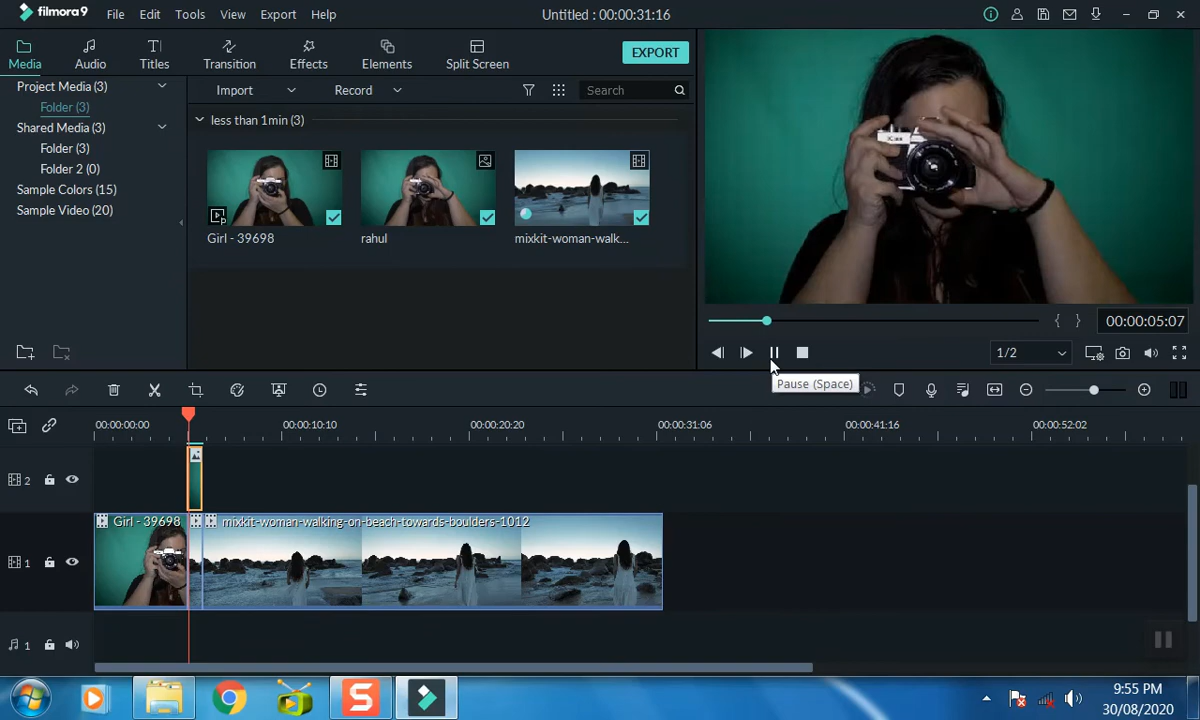 filmora9 File Edit Tools View Export Help Untitled : 00:00:31:16
Media Audio Titles Transition Effects Elements Split Screen EXPORT
Project Media (3) Import Record Search
Folder (3)
less than 1min (3)
Shared Media (3)
Folder (3)
Folder 2 (0)
Sample Colors (15)
Sample Video (20)
Girl - 39698 rahul mixkit-woman-walk...
00:00:05:07
1/2
Pause (Space)
00:00:00:00 00:00:10:10 00:00:20:20 00:00:31:06 00:00:41:16 00:00:52:02
2
1 Girl - 39698 mixkit-woman-walking-on-beach-towards-boulders-1012
1
S
9:55 PM
30/08/2020